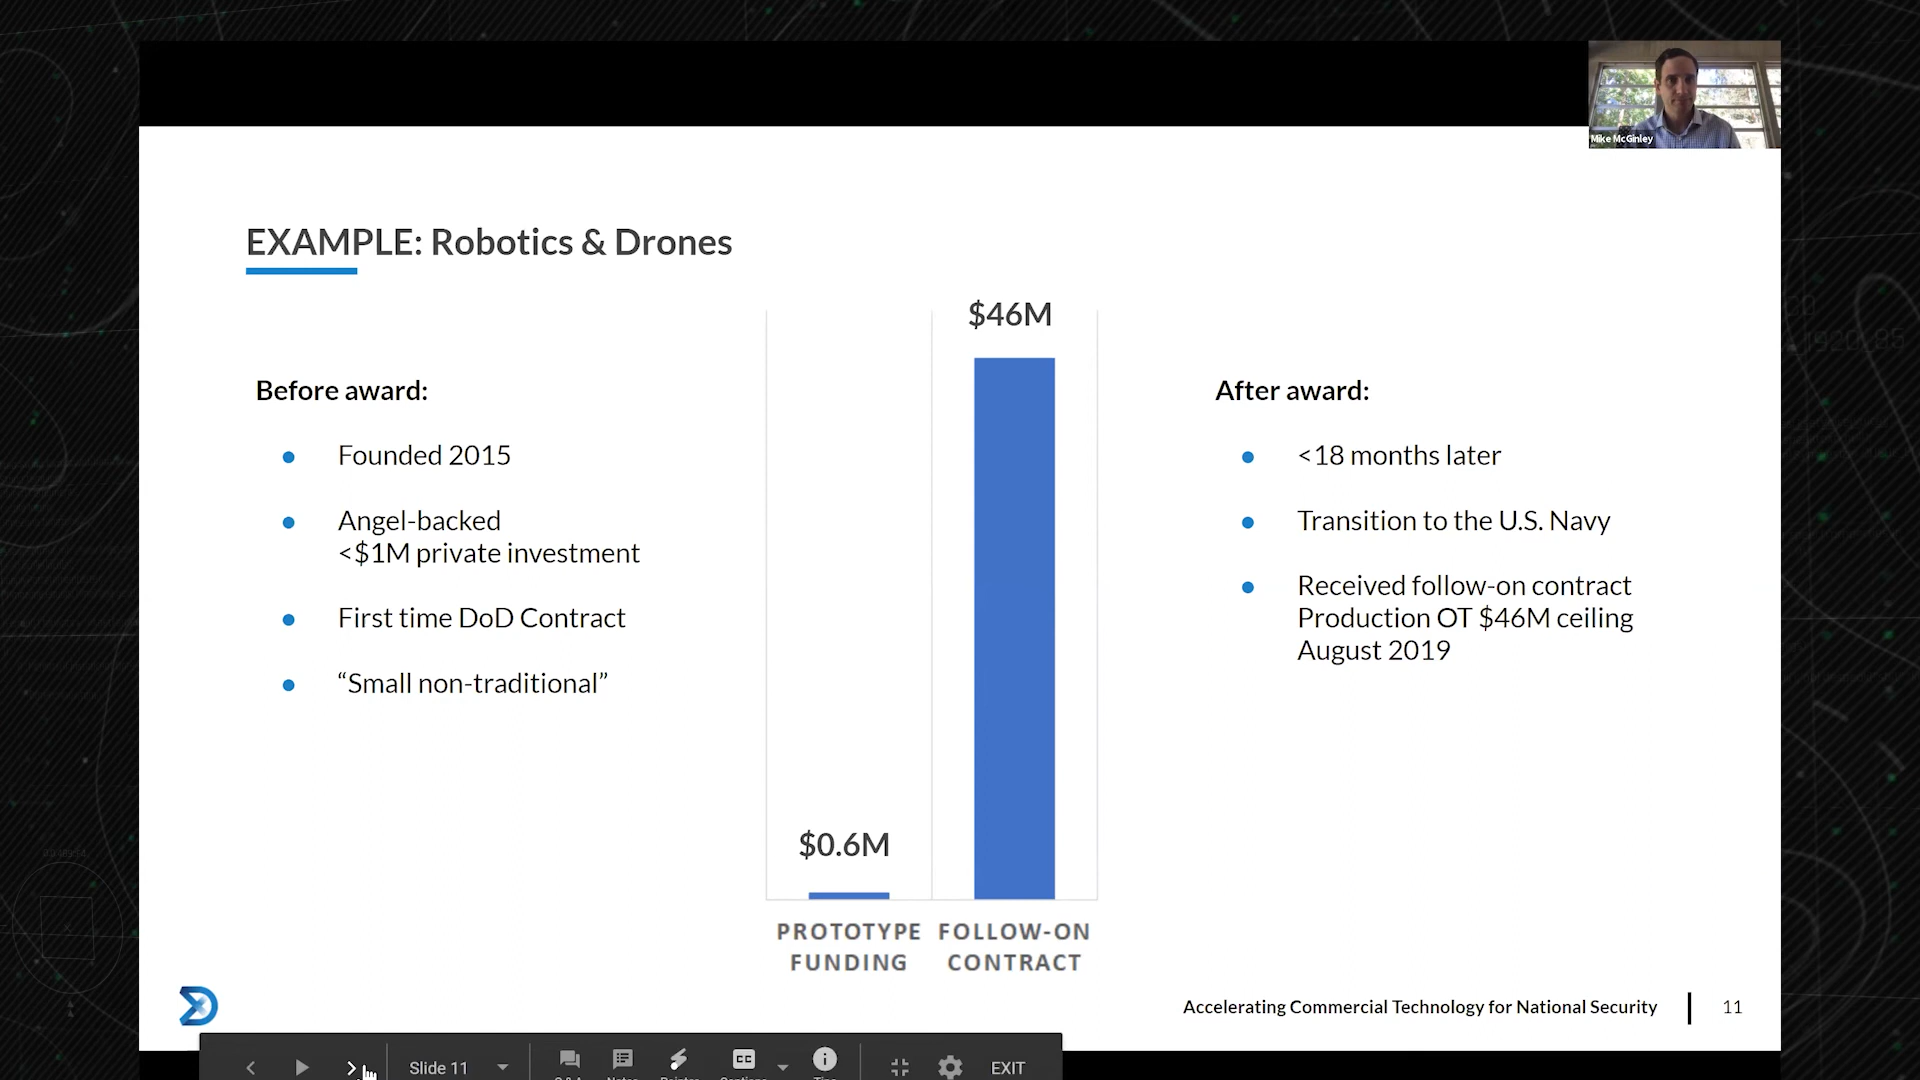 Mike McGinley
EXAMPLE: Robotics & Drones
Before award:
Founded 2015
Angel-backed
<$1M private investment
First time DoD Contract
“Small non-traditional”
$46M
$0.6M
PROTOTYPE FUNDING
FOLLOW-ON CONTRACT
After award:
<18 months later
Transition to the U.S. Navy
Received follow-on contract
Production OT $46M ceiling
August 2019
Accelerating Commercial Technology for National Security
11
Slide 11
EXIT